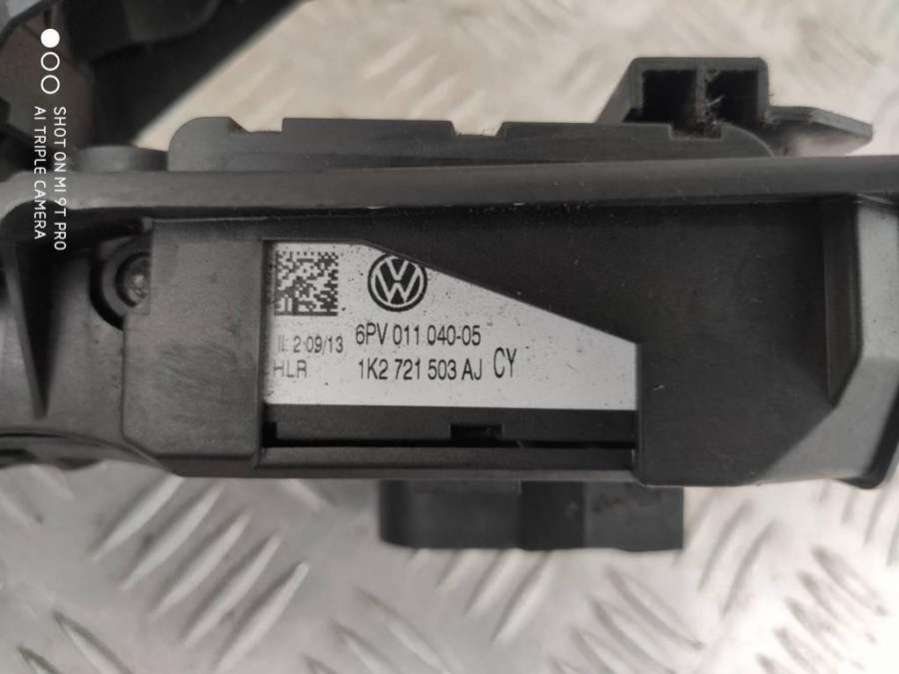 SHOT ON MI 9T PRO
AI TRIPLE CAMERA
6PV 011 040-05
2 09/13
HLR
1K2 721 503 AJ CY